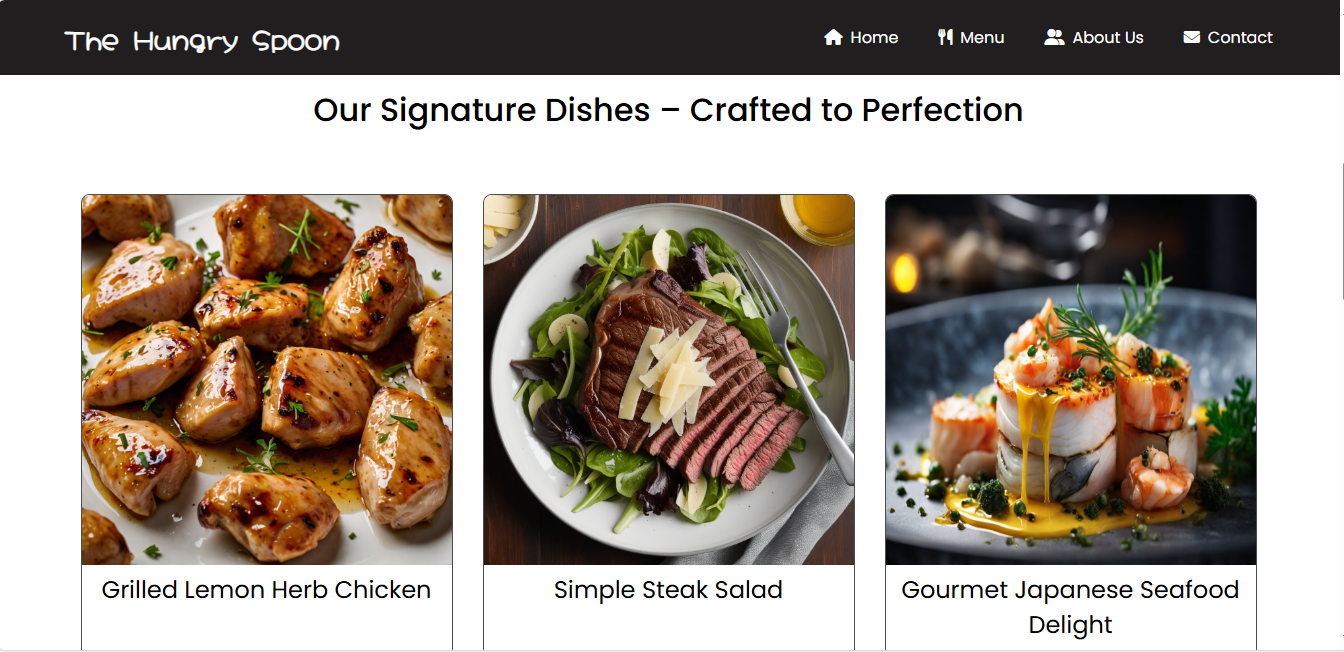 The Hungry Spoon
Home Menu About Us Contact
Our Signature Dishes – Crafted to Perfection
Grilled Lemon Herb Chicken
Simple Steak Salad
Gourmet Japanese Seafood
Delight